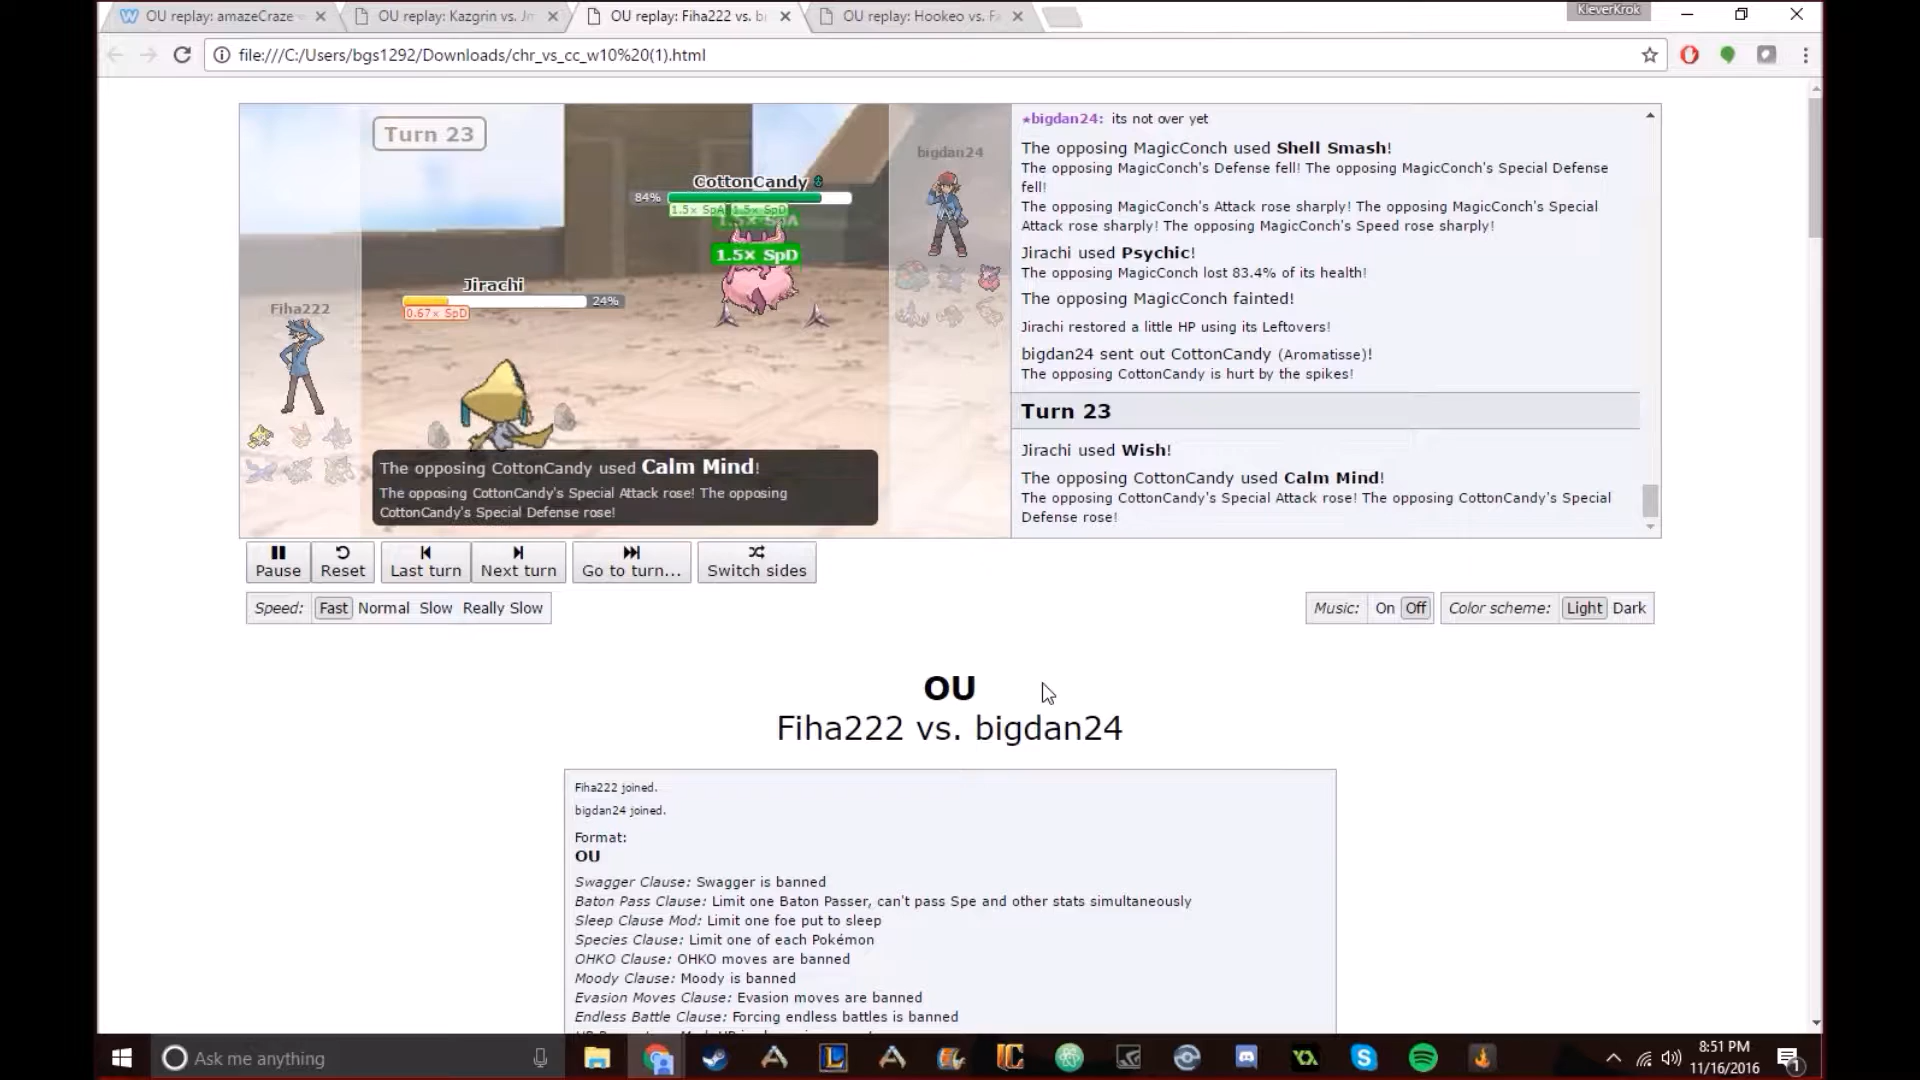 OU replay: amazeCraze
OU replay: Kazgrin vs. Jm
OU replay: Fiha222 vs. bi
OU replay: Hookeo vs. Fa
KleverKrok
file:///C:/Users/bgs1292/Downloads/chr_vs_cc_w10%20(1).html
Turn 23
bigdan24
CottonCandy
84%
1.5× SpA 1.5× SpD
1.5× SpA
1.5× SpD
Jirachi
24%
0.67× SpD
Fiha222
The opposing CottonCandy used Calm Mind!
The opposing CottonCandy's Special Attack rose! The opposing
CottonCandy's Special Defense rose!
★bigdan24: its not over yet
The opposing MagicConch used Shell Smash!
The opposing MagicConch's Defense fell! The opposing MagicConch's Special Defense
fell!
The opposing MagicConch's Attack rose sharply! The opposing MagicConch's Special
Attack rose sharply! The opposing MagicConch's Speed rose sharply!
Jirachi used Psychic!
The opposing MagicConch lost 83.4% of its health!
The opposing MagicConch fainted!
Jirachi restored a little HP using its Leftovers!
bigdan24 sent out CottonCandy (Aromatisse)!
The opposing CottonCandy is hurt by the spikes!
Turn 23
Jirachi used Wish!
The opposing CottonCandy used Calm Mind!
The opposing CottonCandy's Special Attack rose! The opposing CottonCandy's Special
Defense rose!
Pause Reset Last turn Next turn Go to turn... Switch sides
Speed: Fast Normal Slow Really Slow
Music: On Off
Color scheme: Light Dark
OU
Fiha222 vs. bigdan24
Fiha222 joined.
bigdan24 joined.
Format:
OU
Swagger Clause: Swagger is banned
Baton Pass Clause: Limit one Baton Passer, can't pass Spe and other stats simultaneously
Sleep Clause Mod: Limit one foe put to sleep
Species Clause: Limit one of each Pokémon
OHKO Clause: OHKO moves are banned
Moody Clause: Moody is banned
Evasion Moves Clause: Evasion moves are banned
Endless Battle Clause: Forcing endless battles is banned
Ask me anything
8:51 PM
11/16/2016
1